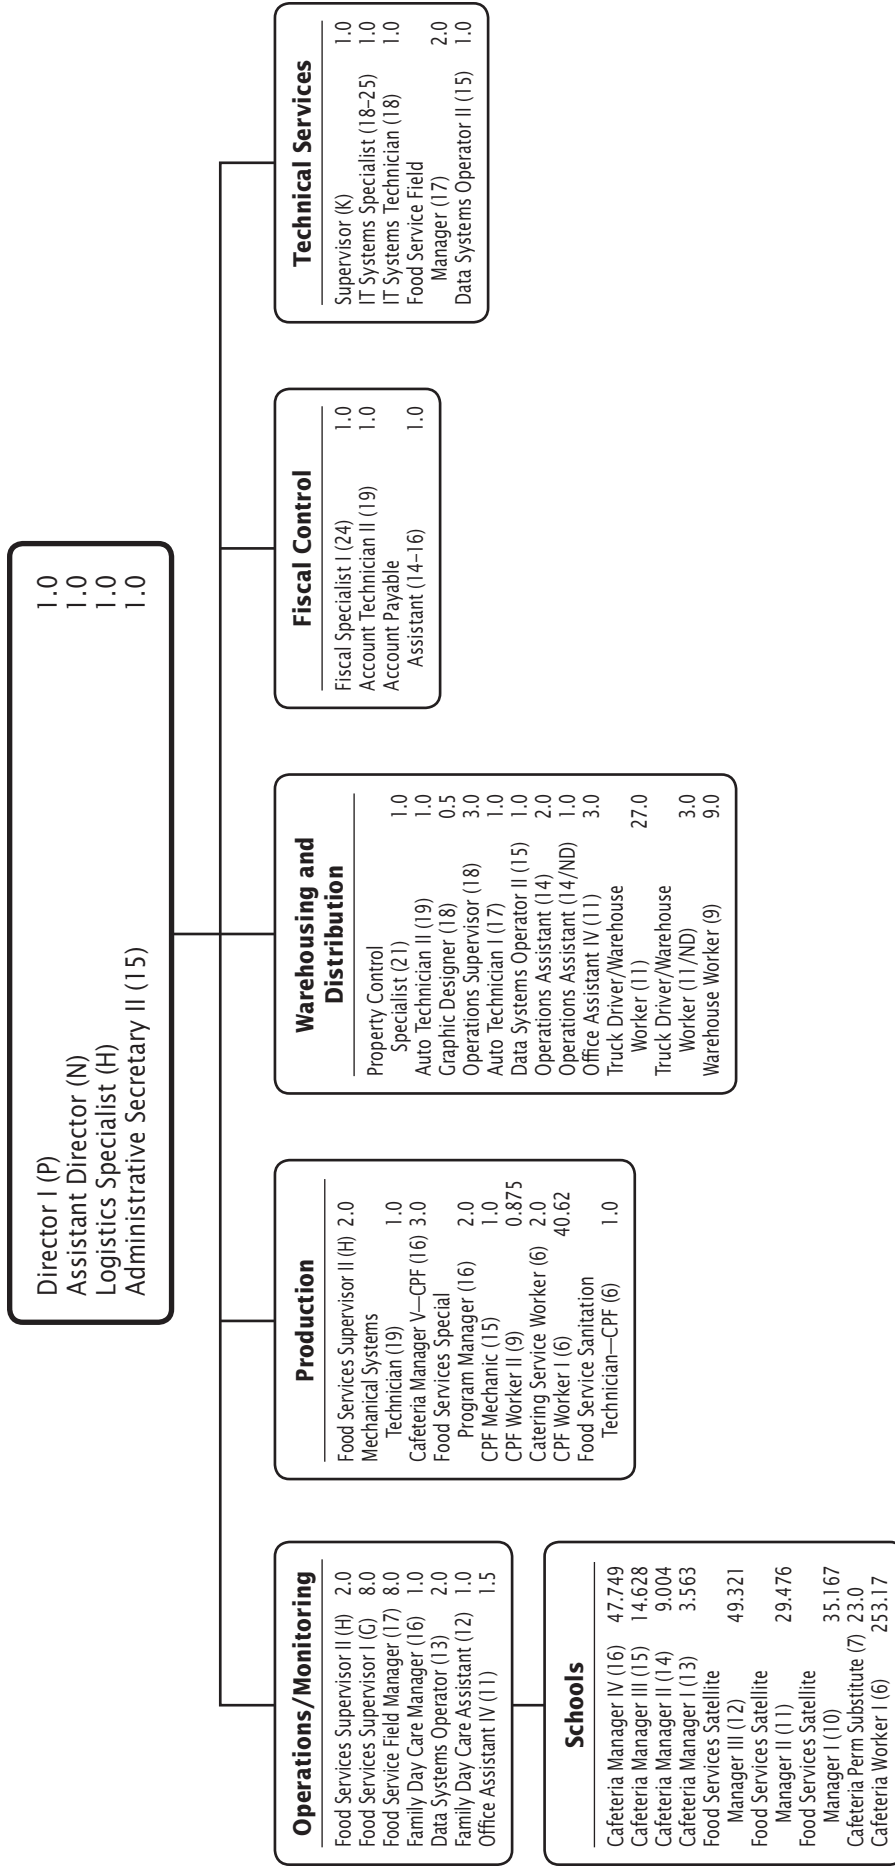 Director I (P) 1.0
Assistant Director (N) 1.0
Logistics Specialist (H) 1.0
Administrative Secretary II (15) 1.0
Operations/Monitoring
Food Services Supervisor II (H) 2.0
Food Services Supervisor I (G) 8.0
Food Service Field Manager (17) 8.0
Family Day Care Manager (16) 1.0
Data Systems Operator (13) 2.0
Family Day Care Assistant (12) 1.0
Office Assistant IV (11) 1.5
Schools
Cafeteria Manager IV (16) 47.749
Cafeteria Manager III (15) 14.628
Cafeteria Manager II (14) 9.004
Cafeteria Manager I (13) 3.563
Food Services Satellite
Manager III (12) 49.321
Food Services Satellite
Manager II (11) 29.476
Food Services Satellite
Manager I (10) 35.167
Cafeteria Perm Substitute (7) 23.0
Cafeteria Worker I (6) 253.17
Production
Food Services Supervisor II (H) 2.0
Mechanical Systems
Technician (19) 1.0
Cafeteria Manager V—CPF (16) 3.0
Food Services Special
Program Manager (16) 2.0
CPF Mechanic (15) 1.0
CPF Worker II (9) 0.875
Catering Service Worker (6) 2.0
CPF Worker I (6) 40.62
Food Service Sanitation
Technician—CPF (6) 1.0
Warehousing and
Distribution
Property Control
Specialist (21) 1.0
Auto Technician II (19) 1.0
Graphic Designer (18) 0.5
Operations Supervisor (18) 3.0
Auto Technician I (17) 1.0
Data Systems Operator II (15) 1.0
Operations Assistant (14) 2.0
Operations Assistant (14/ND) 1.0
Office Assistant IV (11) 3.0
Truck Driver/Warehouse
Worker (11) 27.0
Truck Driver/Warehouse
Worker (11/ND) 3.0
Warehouse Worker (9) 9.0
Fiscal Control
Fiscal Specialist I (24) 1.0
Account Technician II (19) 1.0
Account Payable
Assistant (14–16) 1.0
Technical Services
Supervisor (K) 1.0
IT Systems Specialist (18–25) 1.0
IT Systems Technician (18) 1.0
Food Service Field
Manager (17) 2.0
Data Systems Operator II (15) 1.0